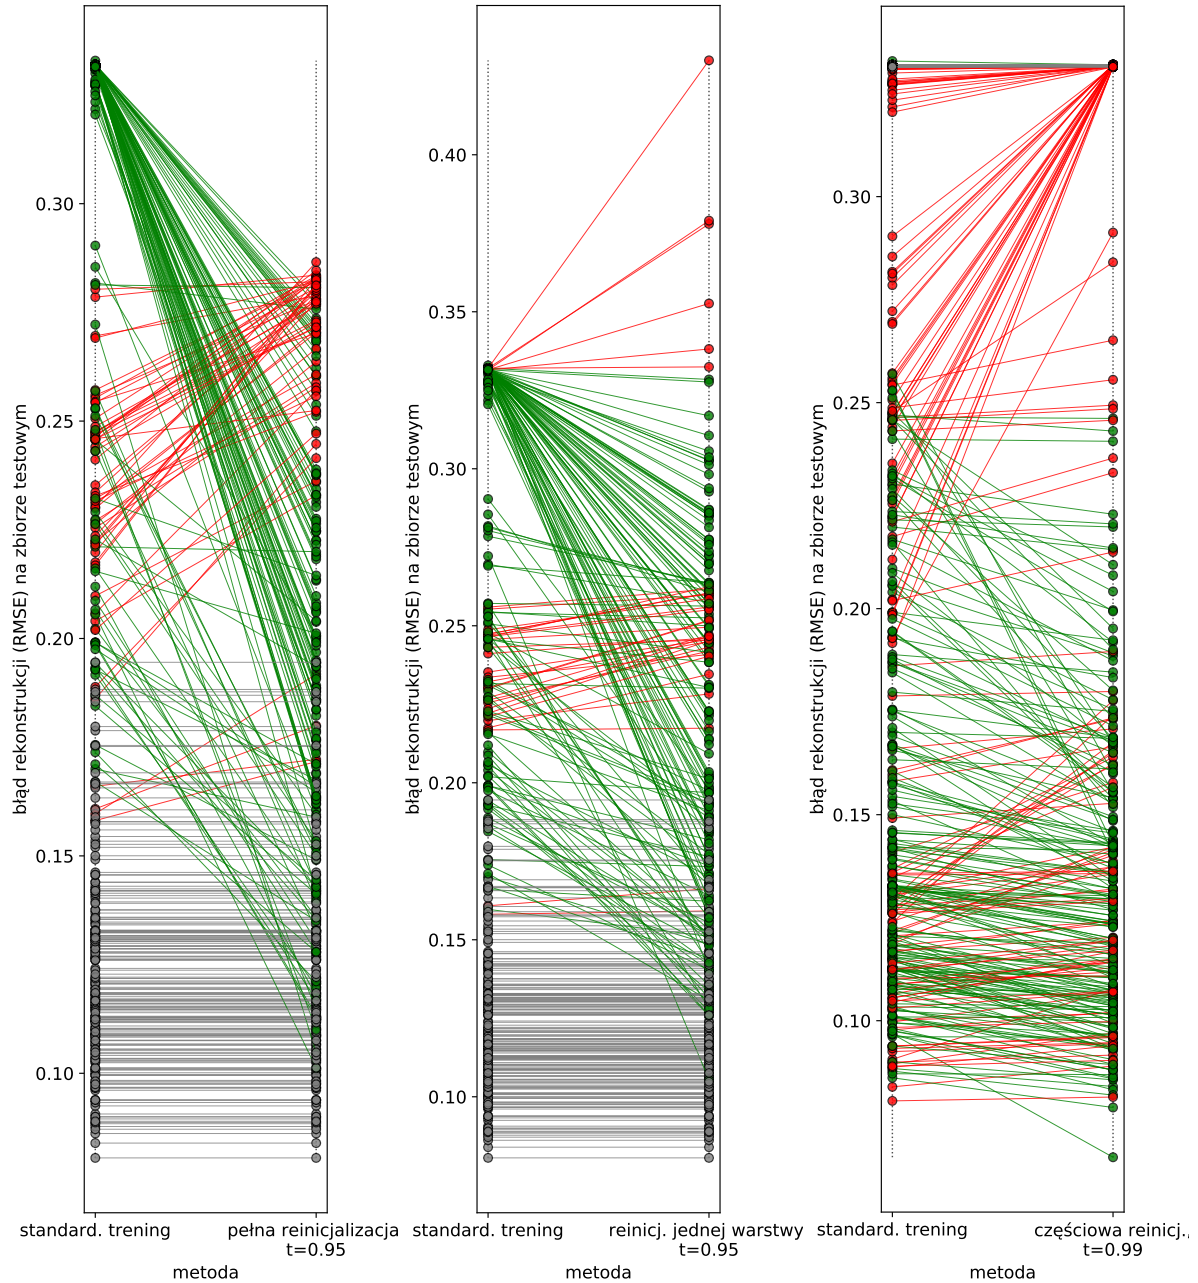 błąd rekonstrukcji (RMSE) na zbiorze testowym
0.30
0.25
0.20
0.15
0.10
standard. trening
pełna reinicjalizacja
t=0.95
metoda
błąd rekonstrukcji (RMSE) na zbiorze testowym
0.40
0.35
0.30
0.25
0.20
0.15
0.10
standard. trening
reinicj. jednej warstwy
t=0.95
metoda
błąd rekonstrukcji (RMSE) na zbiorze testowym
0.30
0.25
0.20
0.15
0.10
standard. trening
częściowa reinicj.,
t=0.99
metoda